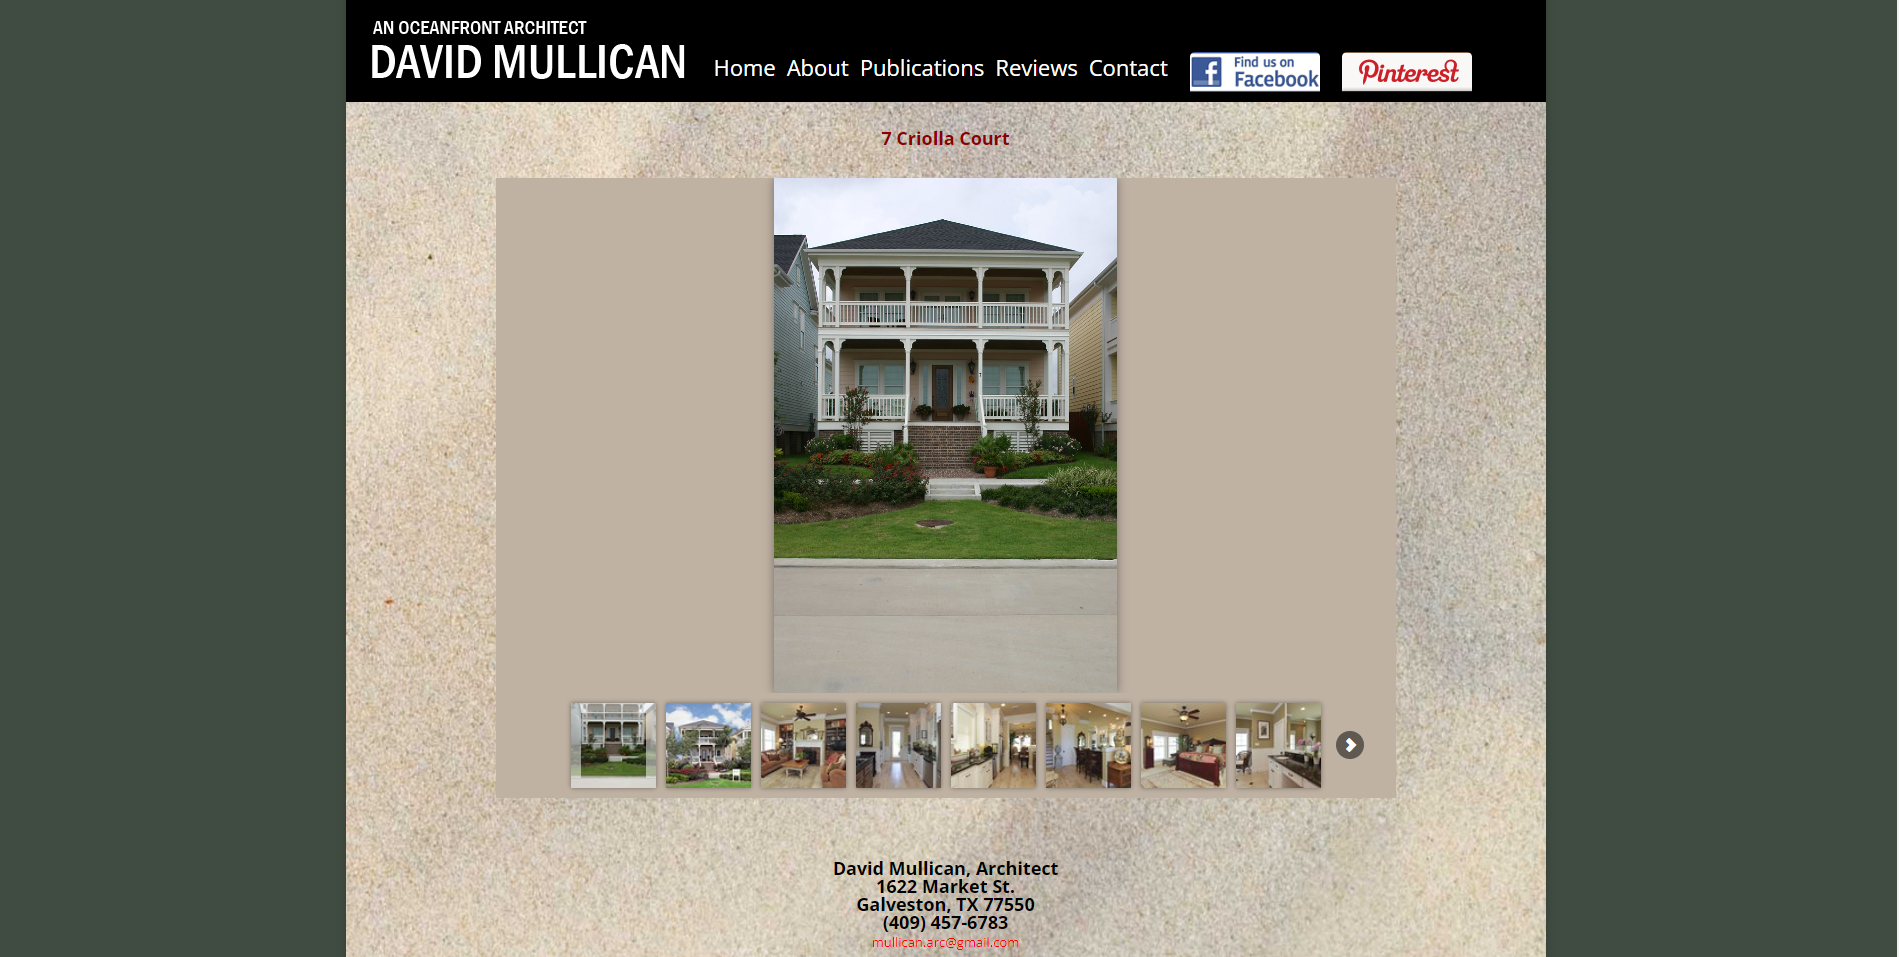 AN OCEANFRONT ARCHITECT
DAVID MULLICAN
Home About Publications Reviews Contact
Find us on
Facebook
Pinterest
7 Criolla Court
David Mullican, Architect
1622 Market St.
Galveston, TX 77550
(409) 457-6783
mullican.arc@gmail.com